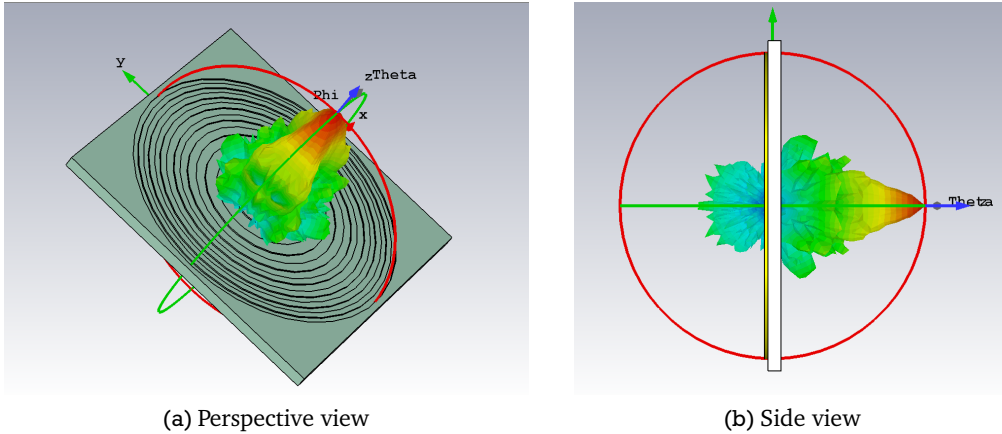 y
zTheta
Phi
x
Theta z
(a) Perspective view
(b) Side view